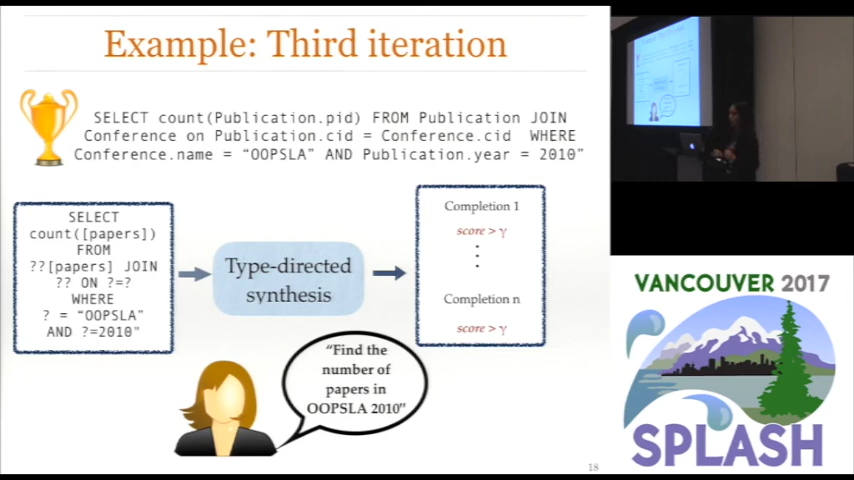 Example: Third iteration
SELECT count(Publication.pid) FROM Publication JOIN
Conference on Publication.cid = Conference.cid WHERE
Conference.name = “OOPSLA” AND Publication.year = 2010”
SELECT
count([papers])
FROM
??[papers] JOIN
?? ON ?=?
WHERE
? = “OOPSLA”
AND ?=2010"
Type-directed
synthesis
Completion 1
score > γ
Completion n
score > γ
“Find the
number of
papers in
OOPSLA 2010”
18
VANCOUVER 2017
SPLASH